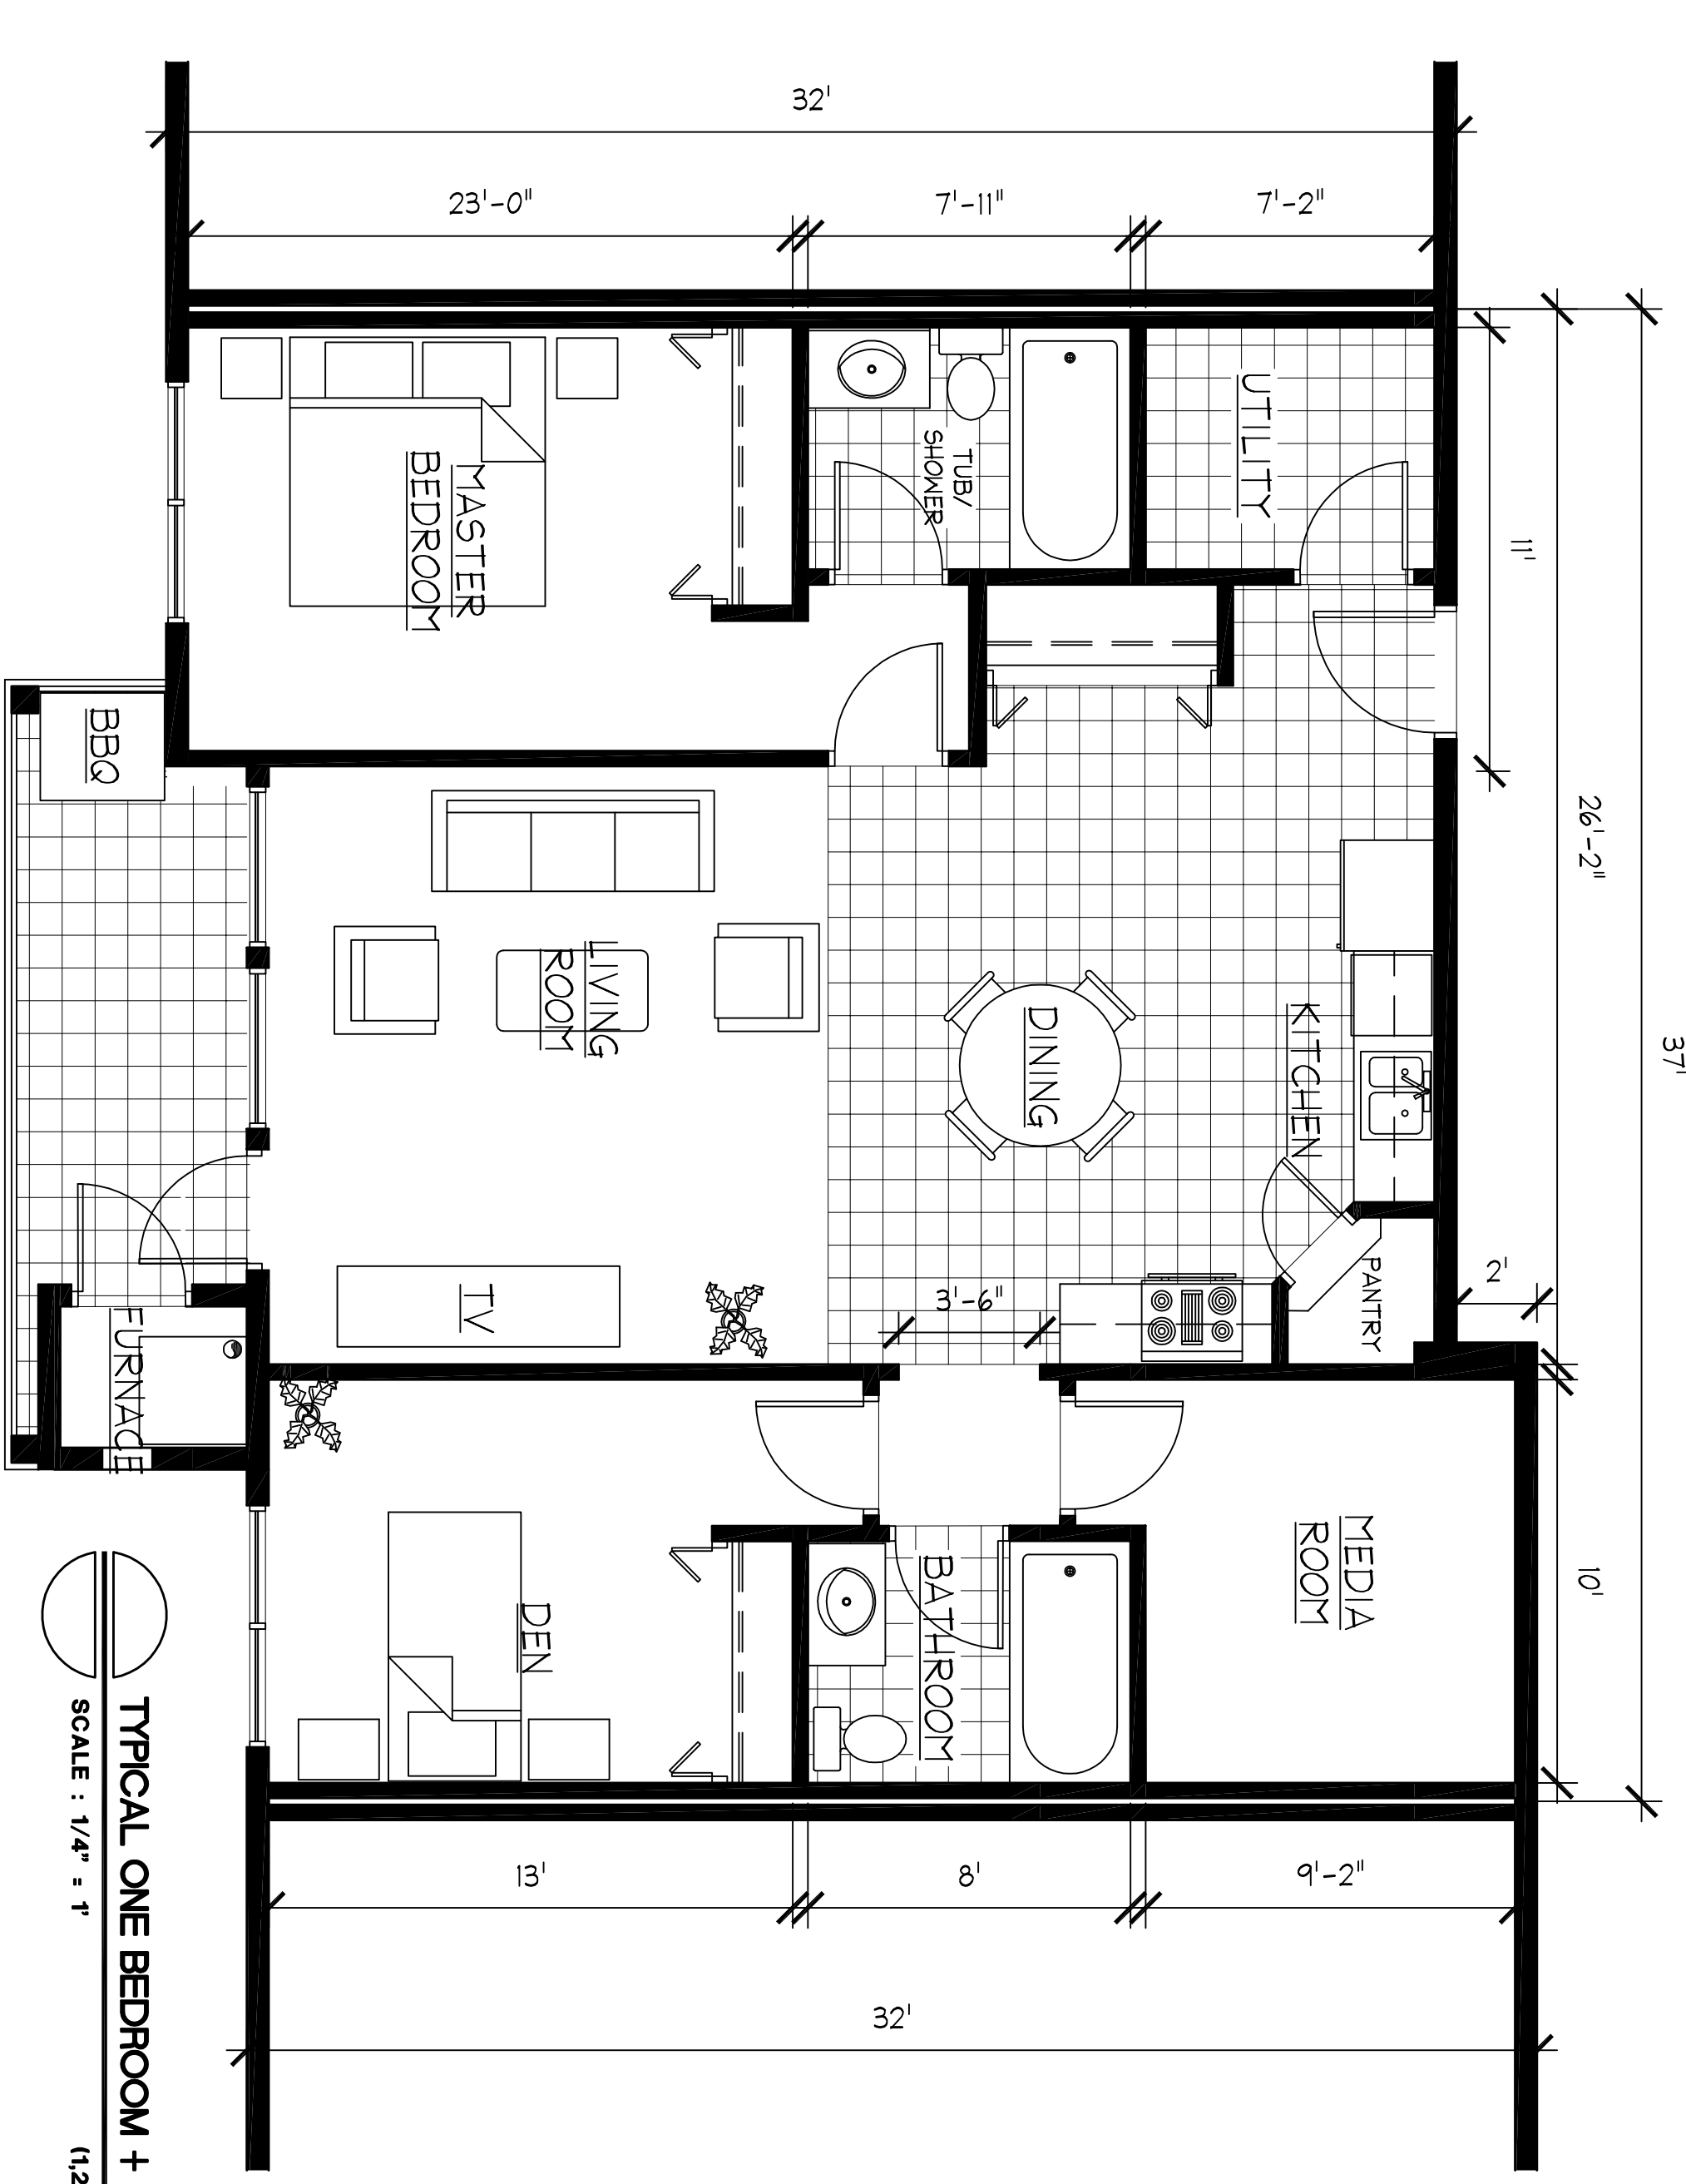 32'
23'-0"
7'-11"
7'-2"
11'
26'-2"
37'
2'
10'
UTILITY
TUB/
SHOWER
MASTER
BEDROOM
BBQ
LIVING
ROOM
DINING
KITCHEN
PANTRY
3'-6"
TV
FURNACE
MEDIA
ROOM
BATHROOM
DEN
13'
8'
9'-2"
32'
TYPICAL ONE BEDROOM +
SCALE : 1/4" = 1'
(1,2